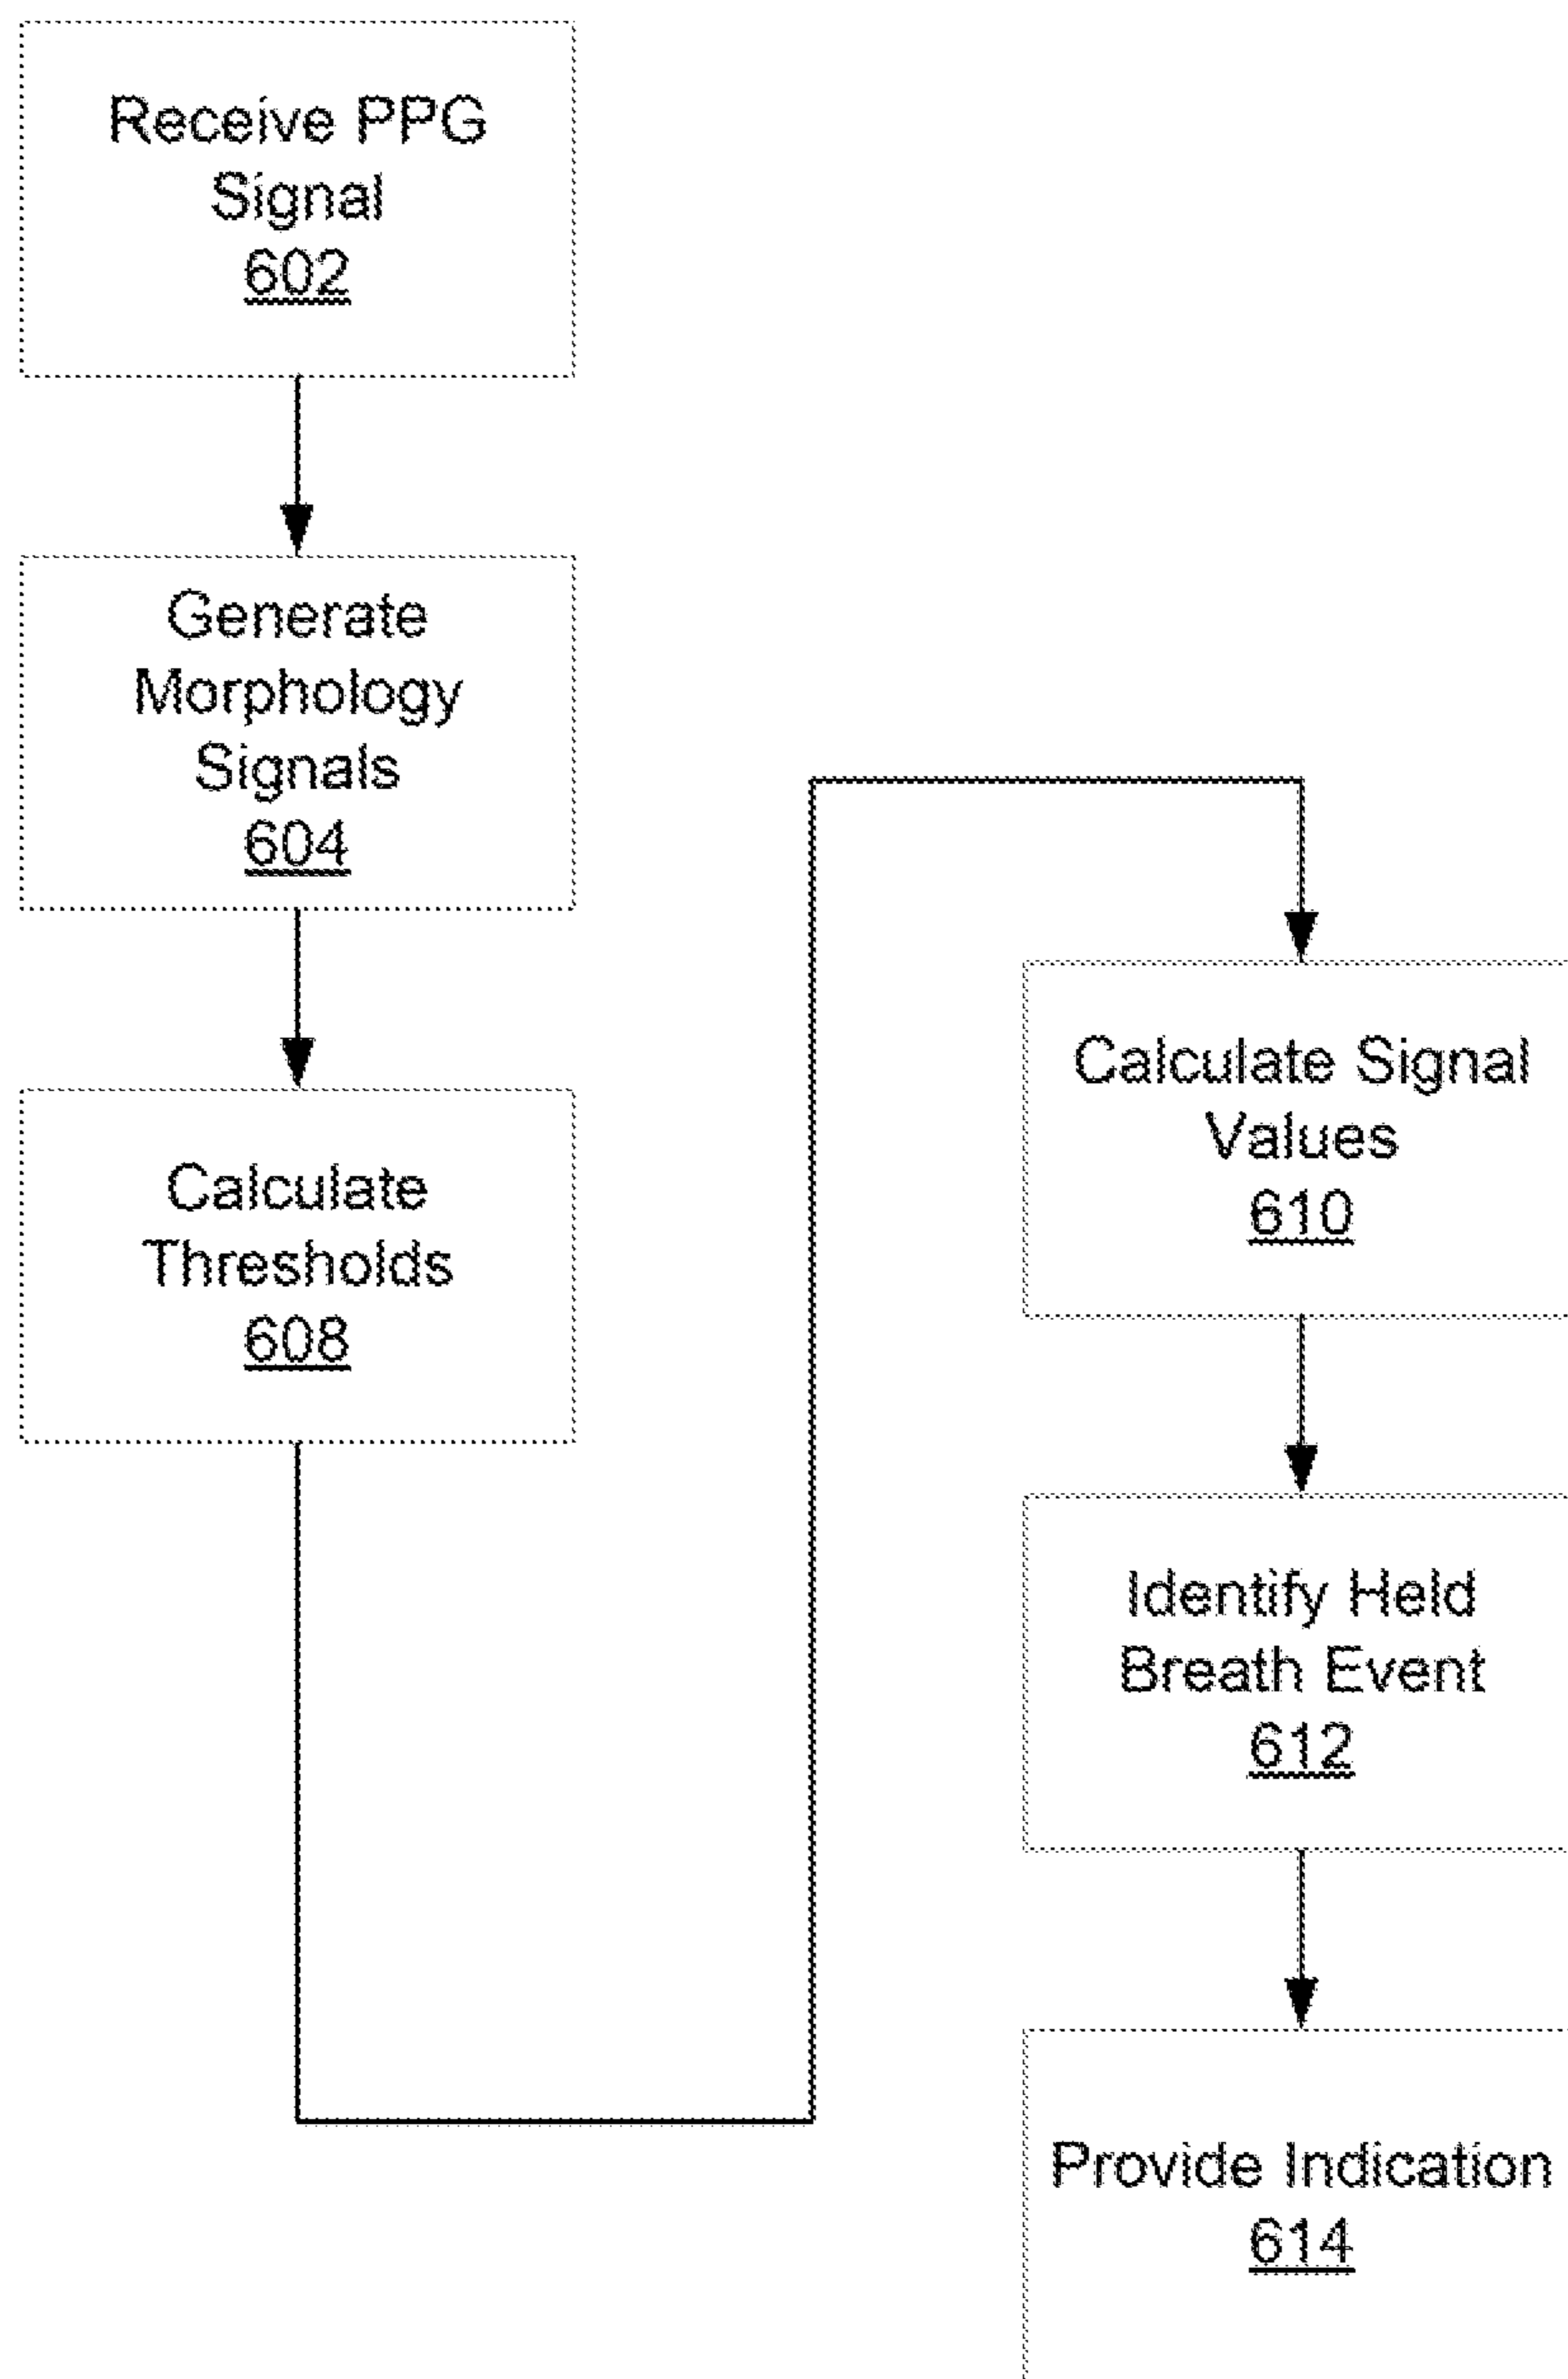 Receive PPG
Signal
602
Generate
Morphology
Signals
604
Calculate
Thresholds
608
Calculate Signal
Values
610
Identify Held
Breath Event
612
Provide Indication
614